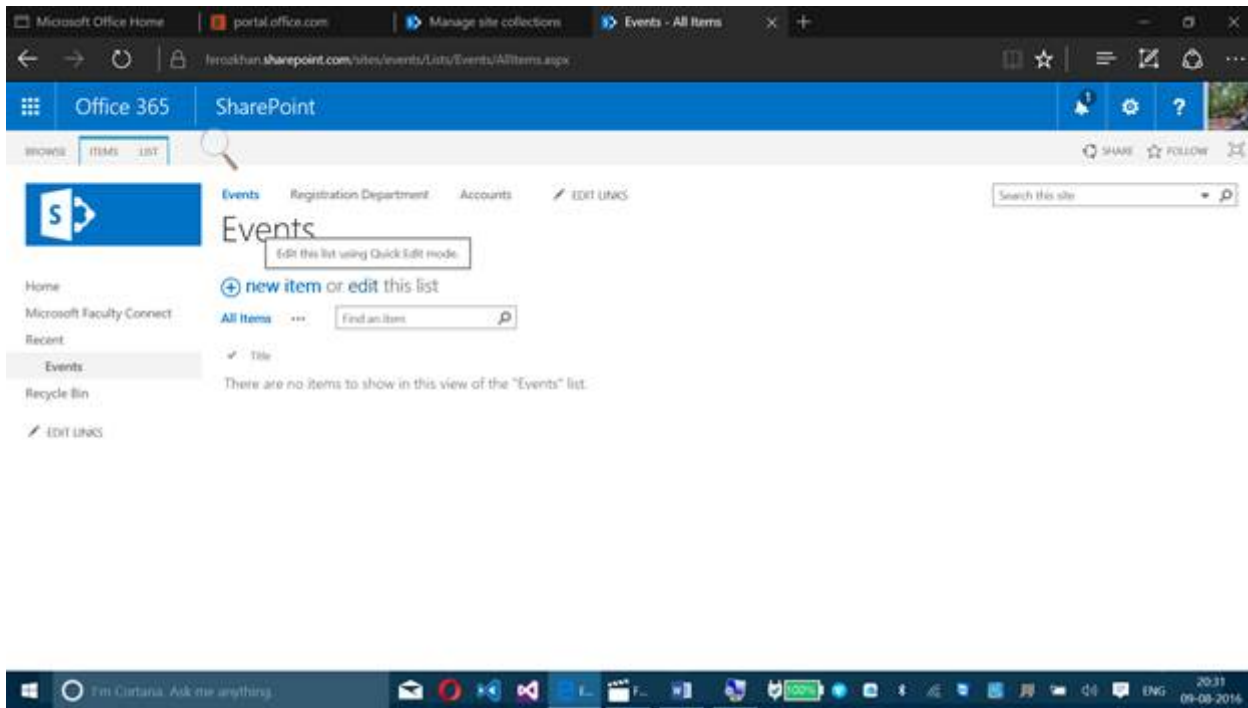 Microsoft Office Home portal.office.com Manage site collections Events - All Items
ferozkhan.sharepoint.com/sites/events/Lists/Events/AllItems.aspx
Office 365 SharePoint 1 ?
BROWSE ITEMS LIST SHARE FOLLOW
S
Events Registration Department Accounts EDIT LINKS Search this site
Events
Edit this list using Quick Edit mode.
Home
new item or edit this list
Microsoft Faculty Connect
All Items ... Find an item
Recent
Title
Events
There are no items to show in this view of the "Events" list.
Recycle Bin
EDIT LINKS
I'm Cortana. Ask me anything. E... F... 100% ENG 20:31
09-08-2016